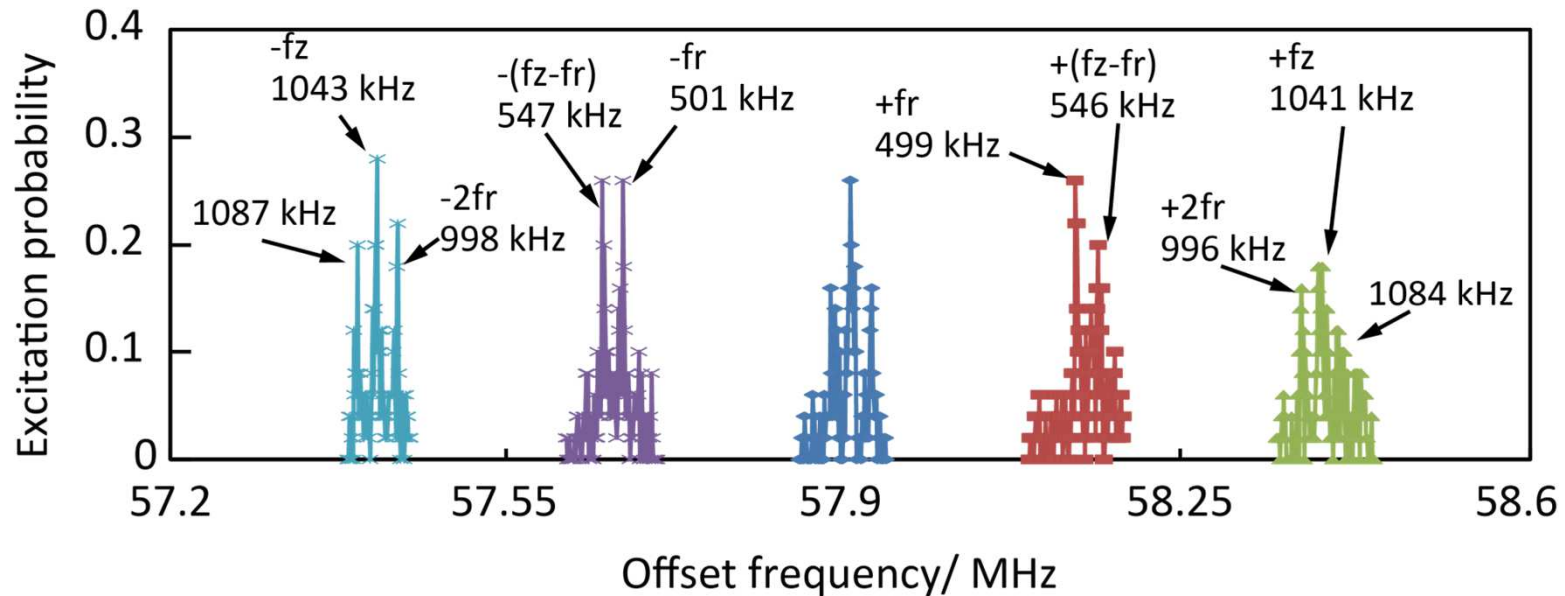 0.4
0.3
0.2
0.1
0
Excitation probability
-fz
1043 kHz
1087 kHz
-2fr
998 kHz
-(fz-fr)
547 kHz
-fr
501 kHz
+fr
499 kHz
+(fz-fr)
546 kHz
+2fr
996 kHz
+fz
1041 kHz
1084 kHz
57.2
57.55
57.9
58.25
58.6
Offset frequency/ MHz